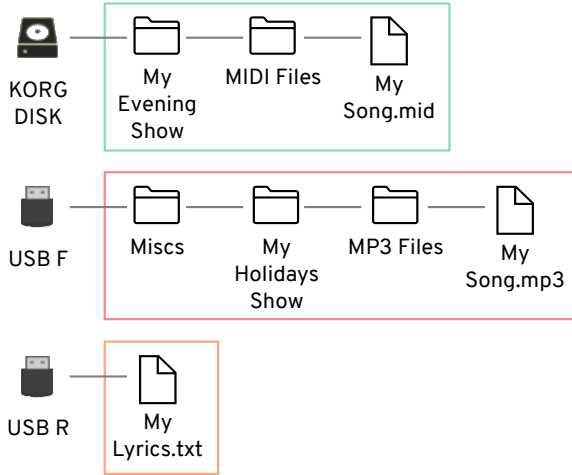 KORG
DISK
My
Evening
Show
MIDI Files
My
Song.mid
USB F
Miscs
My
Holidays
Show
MP3 Files
My
Song.mp3
USB R
My
Lyrics.txt